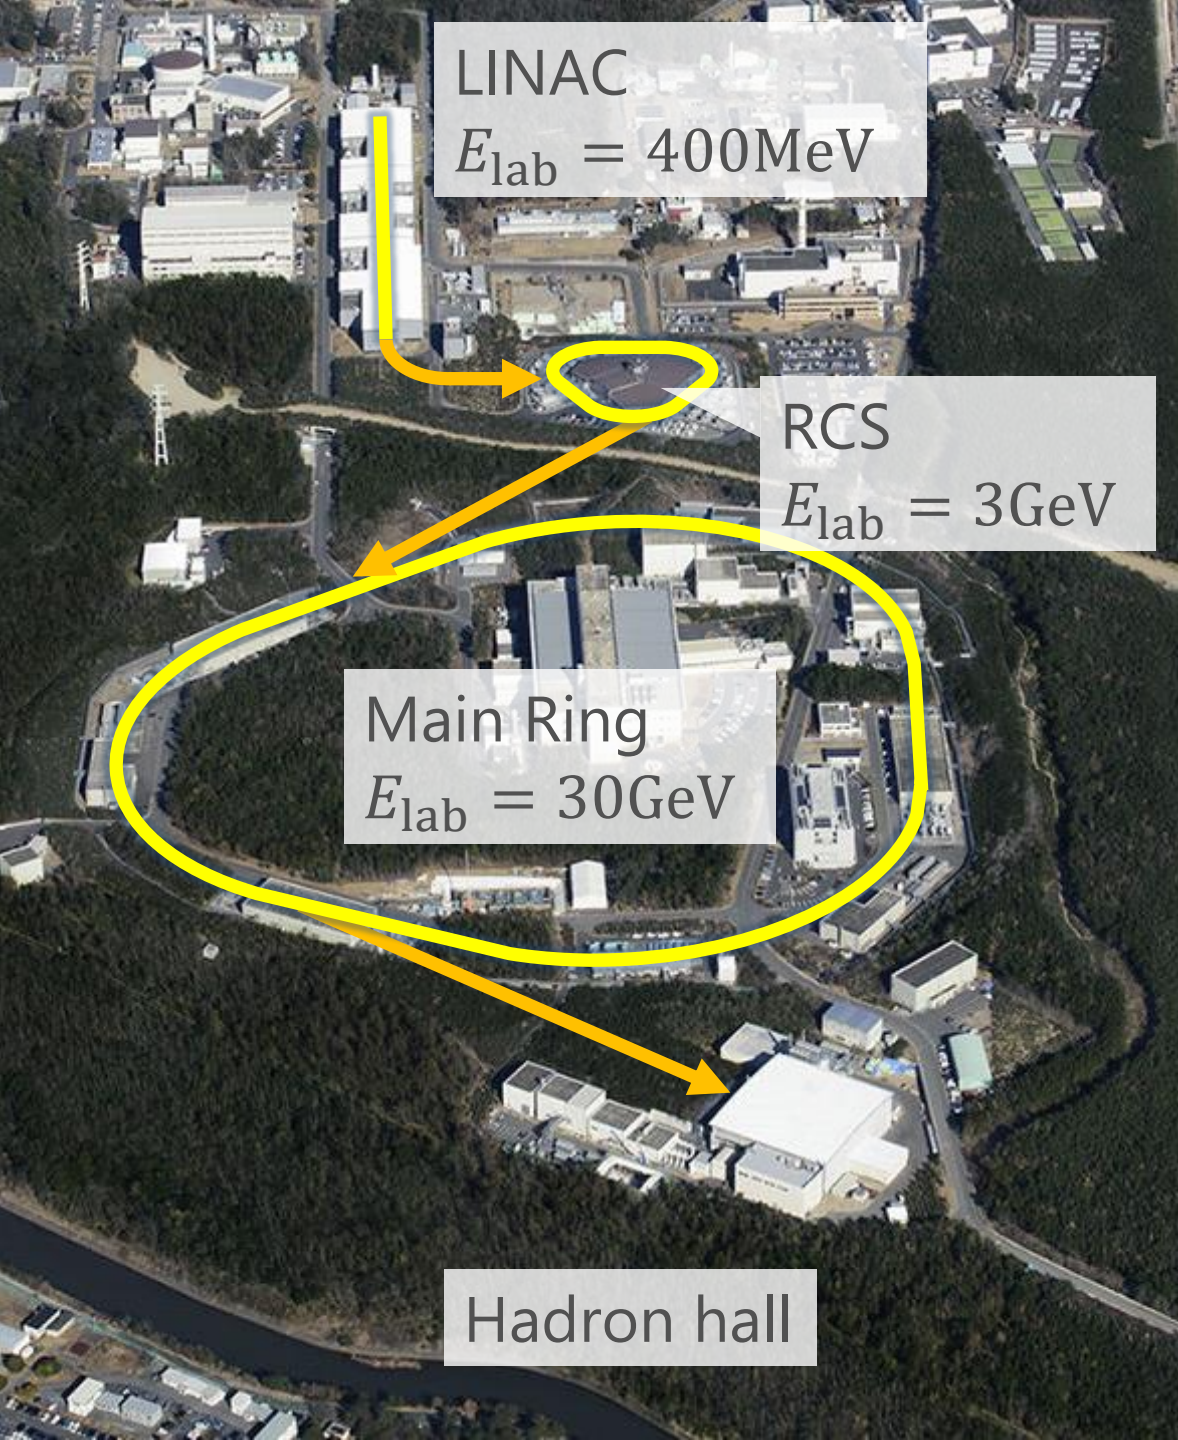 LINAC
E_lab = 400MeV
RCS
E_lab = 3GeV
Main Ring
E_lab = 30GeV
Hadron hall